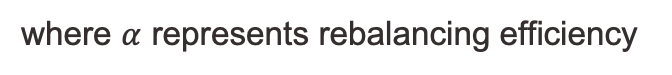 where α represents rebalancing efficiency